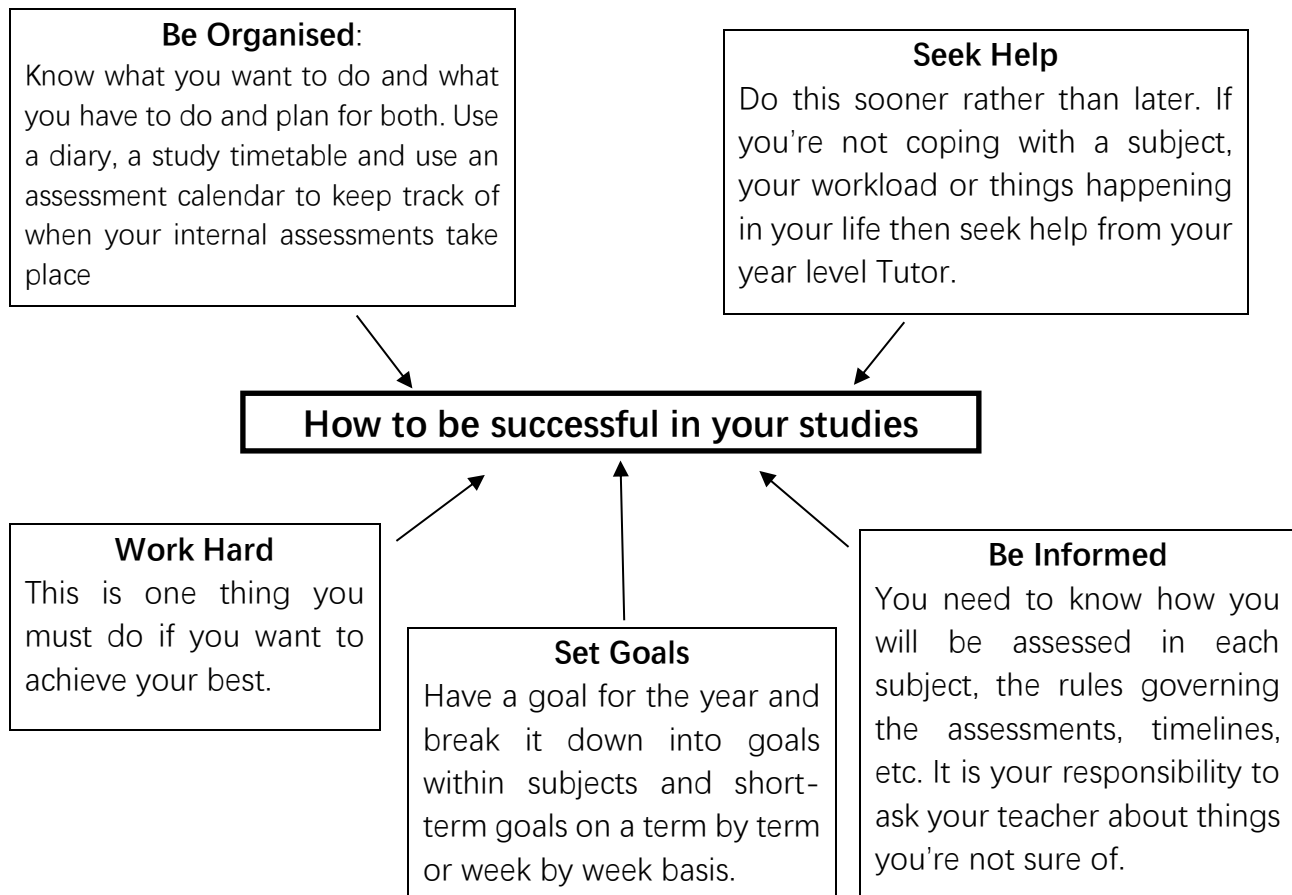 Be Organised:
Know what you want to do and what
you have to do and plan for both. Use
a diary, a study timetable and use an
assessment calendar to keep track of
when your internal assessments take
place
Seek Help
Do this sooner rather than later. If
you're not coping with a subject,
your workload or things happening
in your life then seek help from your
year level Tutor.
How to be successful in your studies
Work Hard
This is one thing you
must do if you want to
achieve your best.
Set Goals
Have a goal for the year and
break it down into goals
within subjects and short-
term goals on a term by term
or week by week basis.
Be Informed
You need to know how you
will be assessed in each
subject, the rules governing
the assessments, timelines,
etc. It is your responsibility to
ask your teacher about things
you're not sure of.